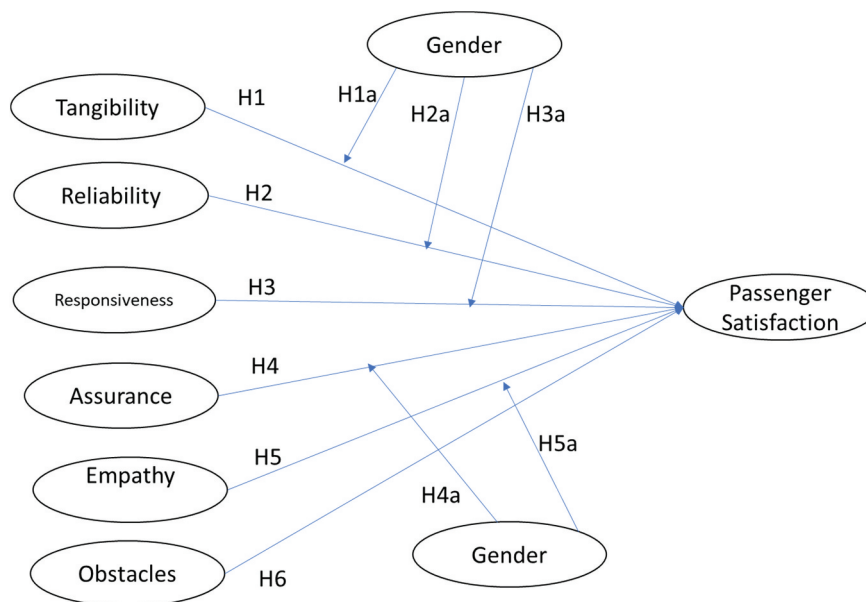 Gender
Tangibility
H1
H1a
H2a
H3a
Reliability
H2
Responsiveness
H3
Passenger
Satisfaction
Assurance
H4
Empathy
H5
H5a
H4a
Gender
Obstacles
H6